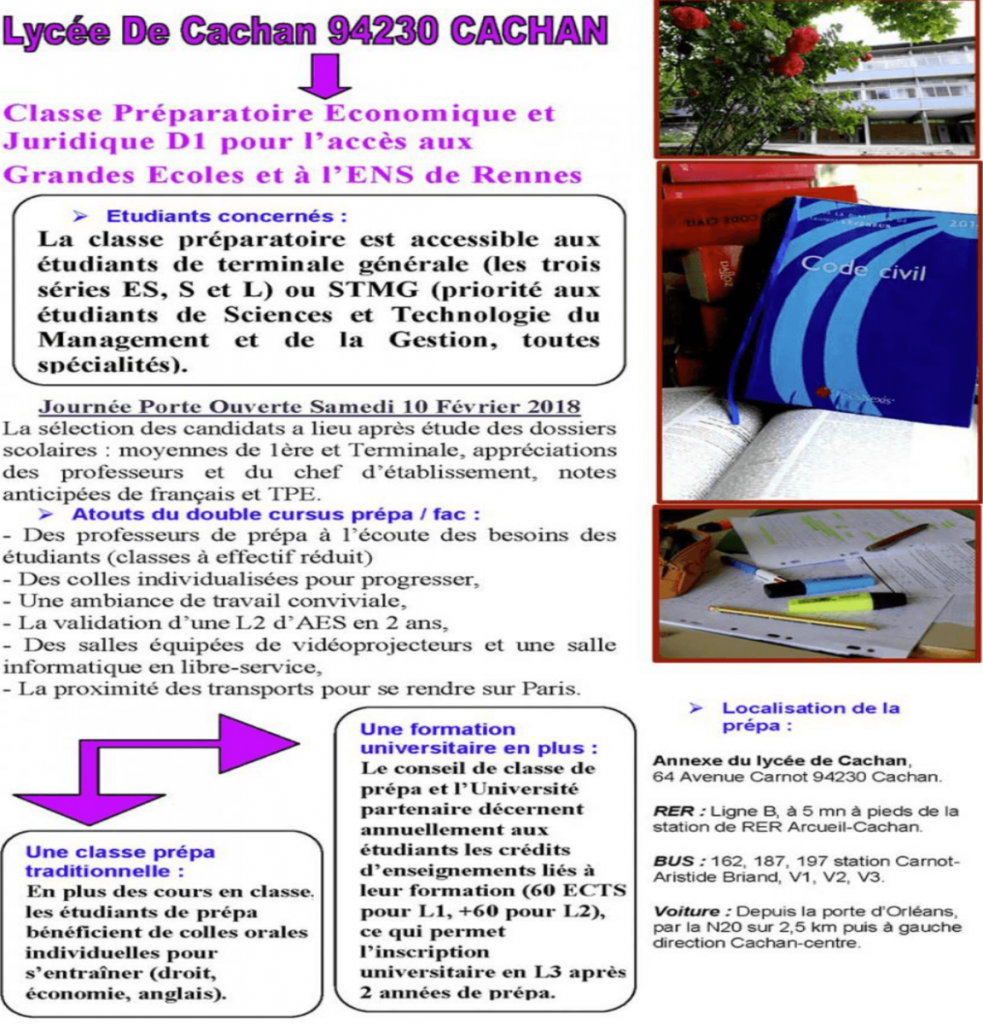 Lycée De Cachan 94230 CACHAN
Classe Préparatoire Economique et
Juridique D1 pour l'accès aux
Grandes Ecoles et à l'ENS de Rennes
➢ Etudiants concernés :
La classe préparatoire est accessible aux
étudiants de terminale générale (les trois
séries ES, S et L) ou STMG (priorité aux
étudiants de Sciences et Technologie du
Management et de la Gestion, toutes
spécialités).
Journée Porte Ouverte Samedi 10 Février 2018
La sélection des candidats a lieu après étude des dossiers
scolaires : moyennes de 1ère et Terminale, appréciations
des professeurs et du chef d'établissement, notes
anticipées de français et TPE.
➢ Atouts du double cursus prépa / fac :
- Des professeurs de prépa à l'écoute des besoins des
étudiants (classes à effectif réduit)
- Des colles individualisées pour progresser,
- Une ambiance de travail conviviale,
- La validation d'une L2 d'AES en 2 ans,
- Des salles équipées de vidéoprojecteurs et une salle
informatique en libre-service,
- La proximité des transports pour se rendre sur Paris.
Une classe prépa
traditionnelle :
En plus des cours en classe,
les étudiants de prépa
bénéficient de colles orales
individuelles pour
s'entraîner (droit,
économie, anglais).
Une formation
universitaire en plus :
Le conseil de classe de
prépa et l'Université
partenaire décernent
annuellement aux
étudiants les crédits
d'enseignements liés à
leur formation (60 ECTS
pour L1, +60 pour L2),
ce qui permet
l'inscription
universitaire en L3 après
2 années de prépa.
CODE CIVIL
201
Code civil
➢ Localisation de la
prépa :
Annexe du lycée de Cachan,
64 Avenue Carnot 94230 Cachan.
RER : Ligne B, à 5 mn à pieds de la
station de RER Arcueil-Cachan.
BUS : 162, 187, 197 station Carnot-
Aristide Briand, V1, V2, V3.
Voiture : Depuis la porte d'Orléans,
par la N20 sur 2,5 km puis à gauche
direction Cachan-centre.